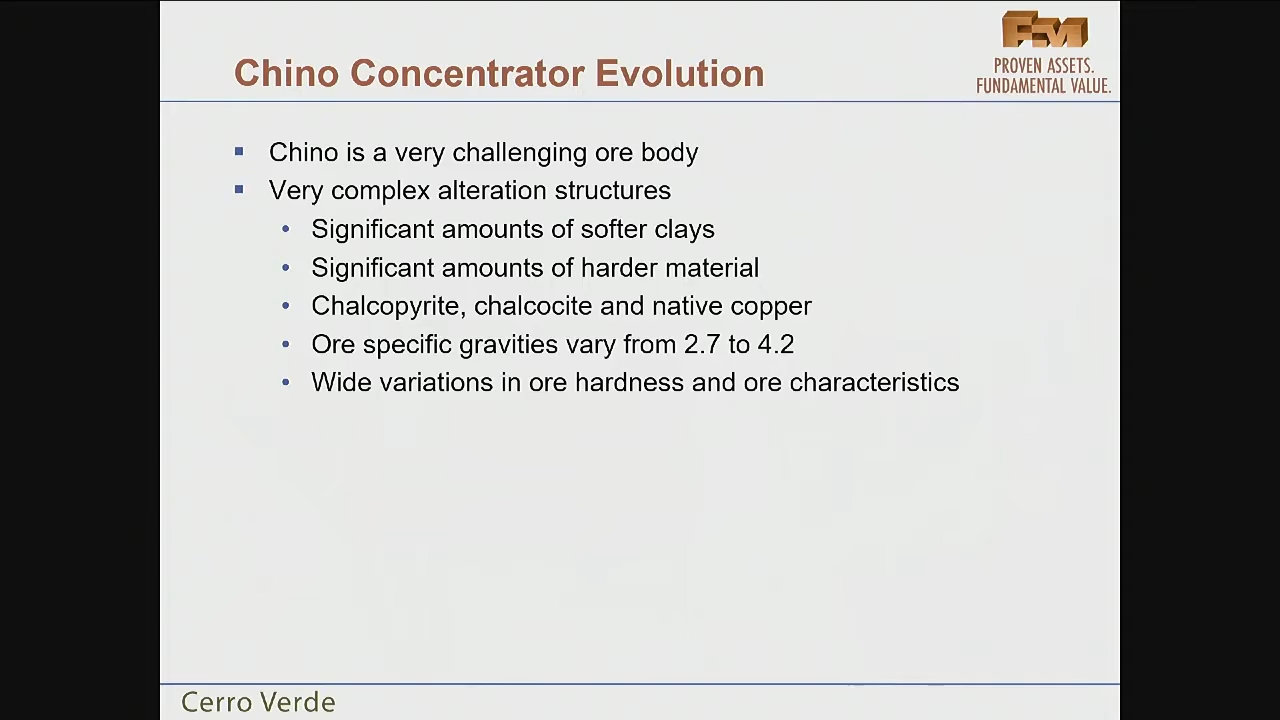 Chino Concentrator Evolution
FM
PROVEN ASSETS.
FUNDAMENTAL VALUE.
Chino is a very challenging ore body
Very complex alteration structures
Significant amounts of softer clays
Significant amounts of harder material
Chalcopyrite, chalcocite and native copper
Ore specific gravities vary from 2.7 to 4.2
Wide variations in ore hardness and ore characteristics
Cerro Verde